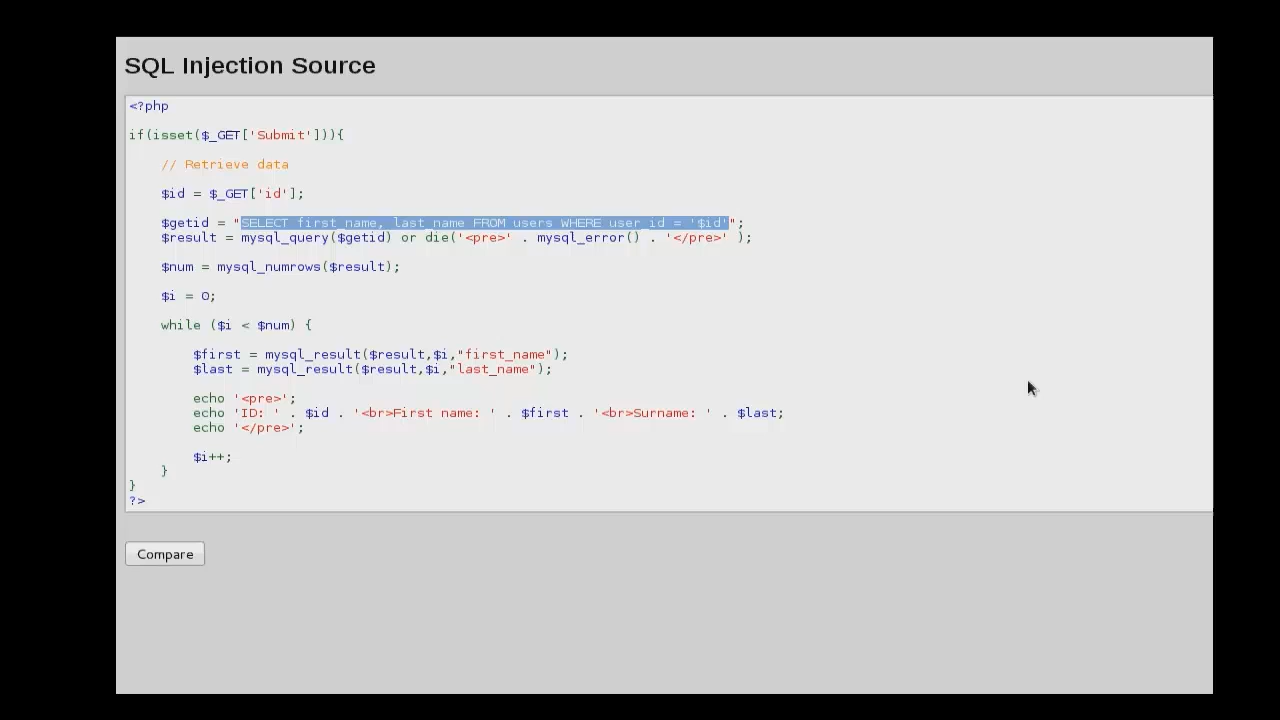 SQL Injection Source
<?php
if(isset($_GET['Submit'])){
// Retrieve data
$id = $_GET['id'];
$getid = "SELECT first_name, last_name FROM users WHERE user_id = '$id'";
$result = mysql_query($getid) or die('<pre>' . mysql_error() . '</pre>' );
$num = mysql_numrows($result);
$i = 0;
while ($i < $num) {
$first = mysql_result($result,$i,"first_name");
$last = mysql_result($result,$i,"last_name");
echo '<pre>';
echo 'ID: ' . $id . '<br>First name: ' . $first . '<br>Surname: ' . $last;
echo '</pre>';
$i++;
}
}
?>
Compare